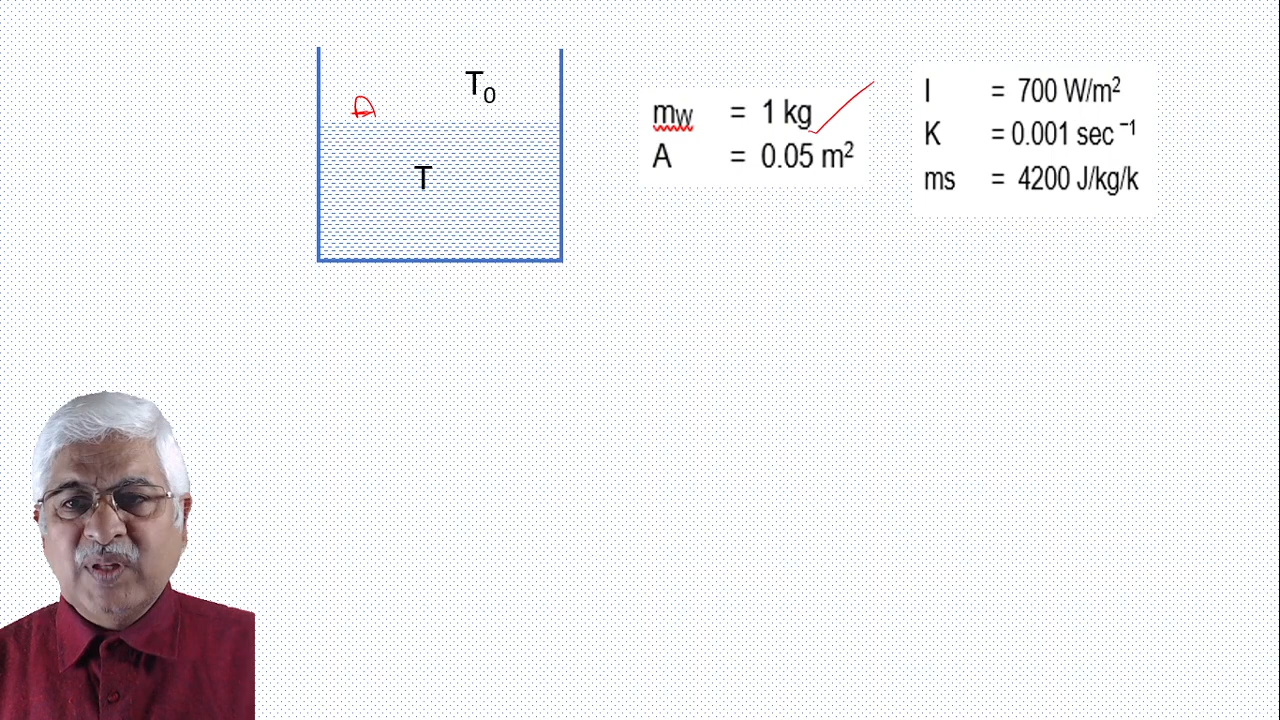 T₀
A
T
mw = 1 kg
A = 0.05 m²
I = 700 W/m²
K = 0.001 sec ⁻¹
ms = 4200 J/kg/k